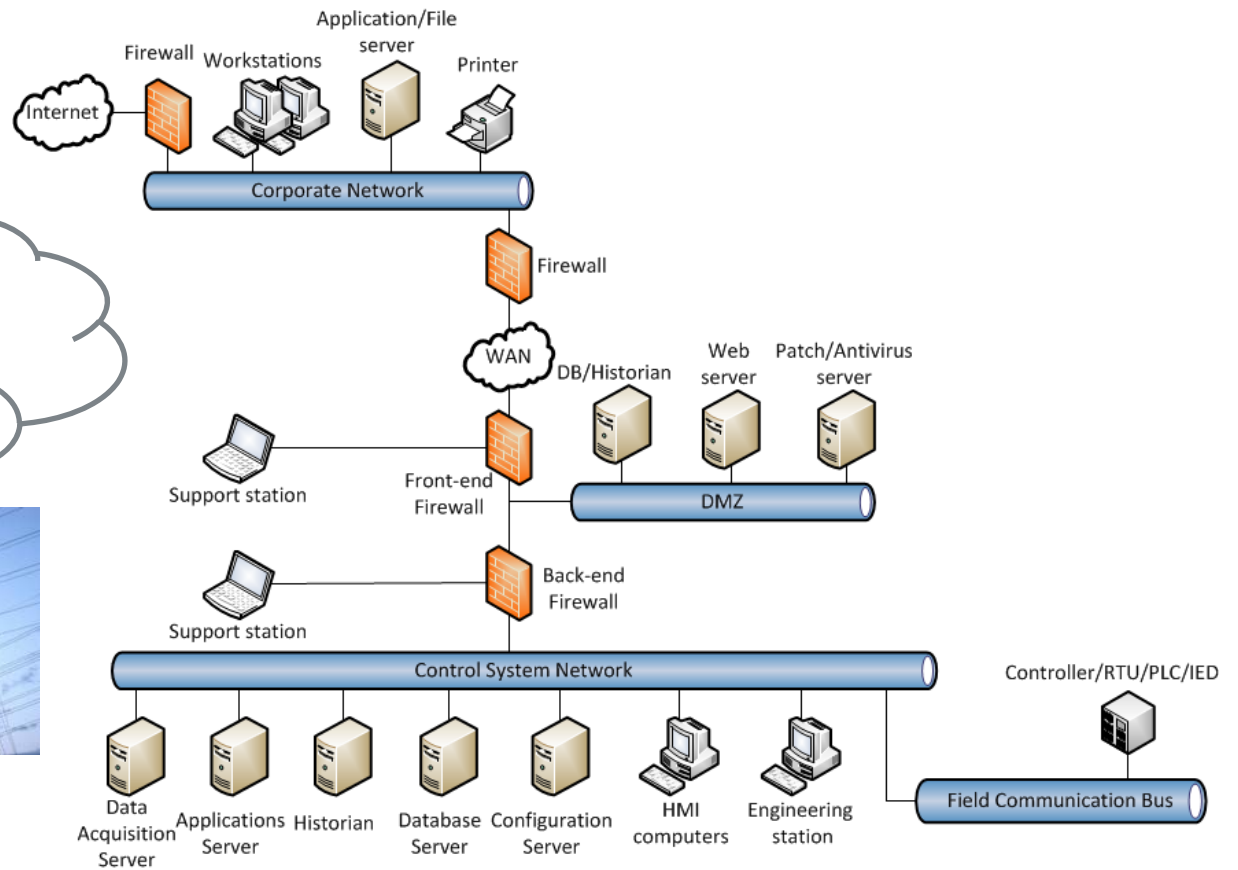 Application/File
server
Firewall
Workstations
Printer
Internet
Corporate Network
Firewall
WAN
DB/Historian
Web
server
Patch/Antivirus
server
Support station
Front-end
Firewall
DMZ
Back-end
Firewall
Support station
Control System Network
Controller/RTU/PLC/IED
Data
Acquisition
Server
Applications
Server
Historian
Database
Server
Configuration
Server
HMI
computers
Engineering
station
Field Communication Bus